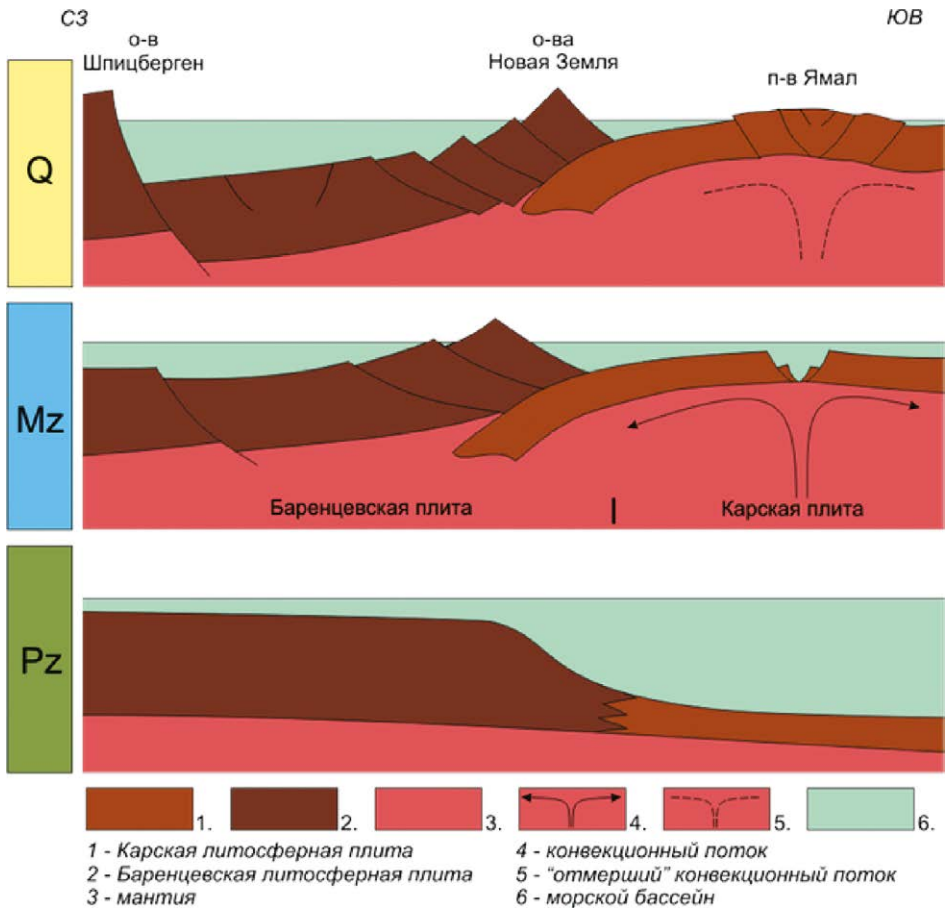 СЗ
ЮВ
о-в
Шпицберген
о-ва
Новая Земля
п-в Ямал
Q
Mz
Баренцевская плита
Карская плита
Pz
1.
2.
3.
4.
5.
6.
1 - Карская литосферная плита
2 - Баренцевская литосферная плита
3 - мантия
4 - конвекционный поток
5 - "отмерший" конвекционный поток
6 - морской бассейн